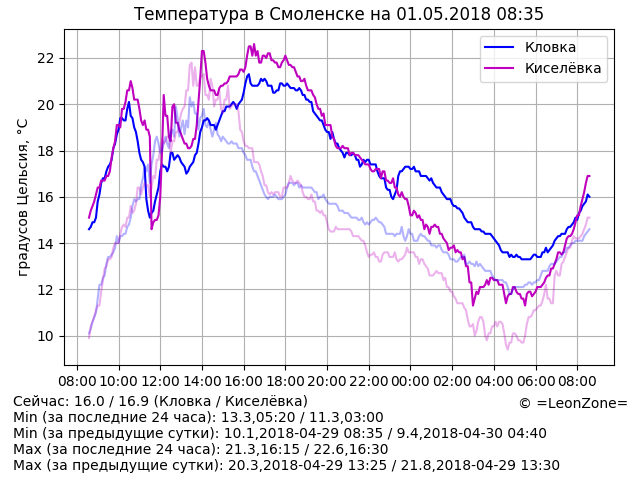 Температура в Смоленске на 01.05.2018 08:35
Кловка
Киселёвка
градусов Цельсия, °C
22
20
18
16
14
12
10
08:00 10:00 12:00 14:00 16:00 18:00 20:00 22:00 00:00 02:00 04:00 06:00 08:00
Сейчас: 16.0 / 16.9 (Кловка / Киселёвка)
© =LeonZone=
Min (за последние 24 часа): 13.3,05:20 / 11.3,03:00
Min (за предыдущие сутки): 10.1,2018-04-29 08:35 / 9.4,2018-04-30 04:40
Max (за последние 24 часа): 21.3,16:15 / 22.6,16:30
Max (за предыдущие сутки): 20.3,2018-04-29 13:25 / 21.8,2018-04-29 13:30